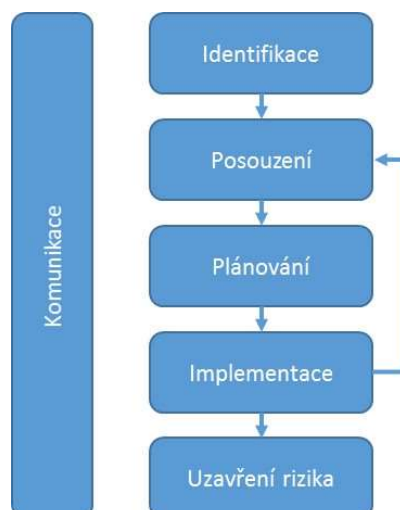 Komunikace
Identifikace
Posouzení
Plánování
Implementace
Uzavření rizika